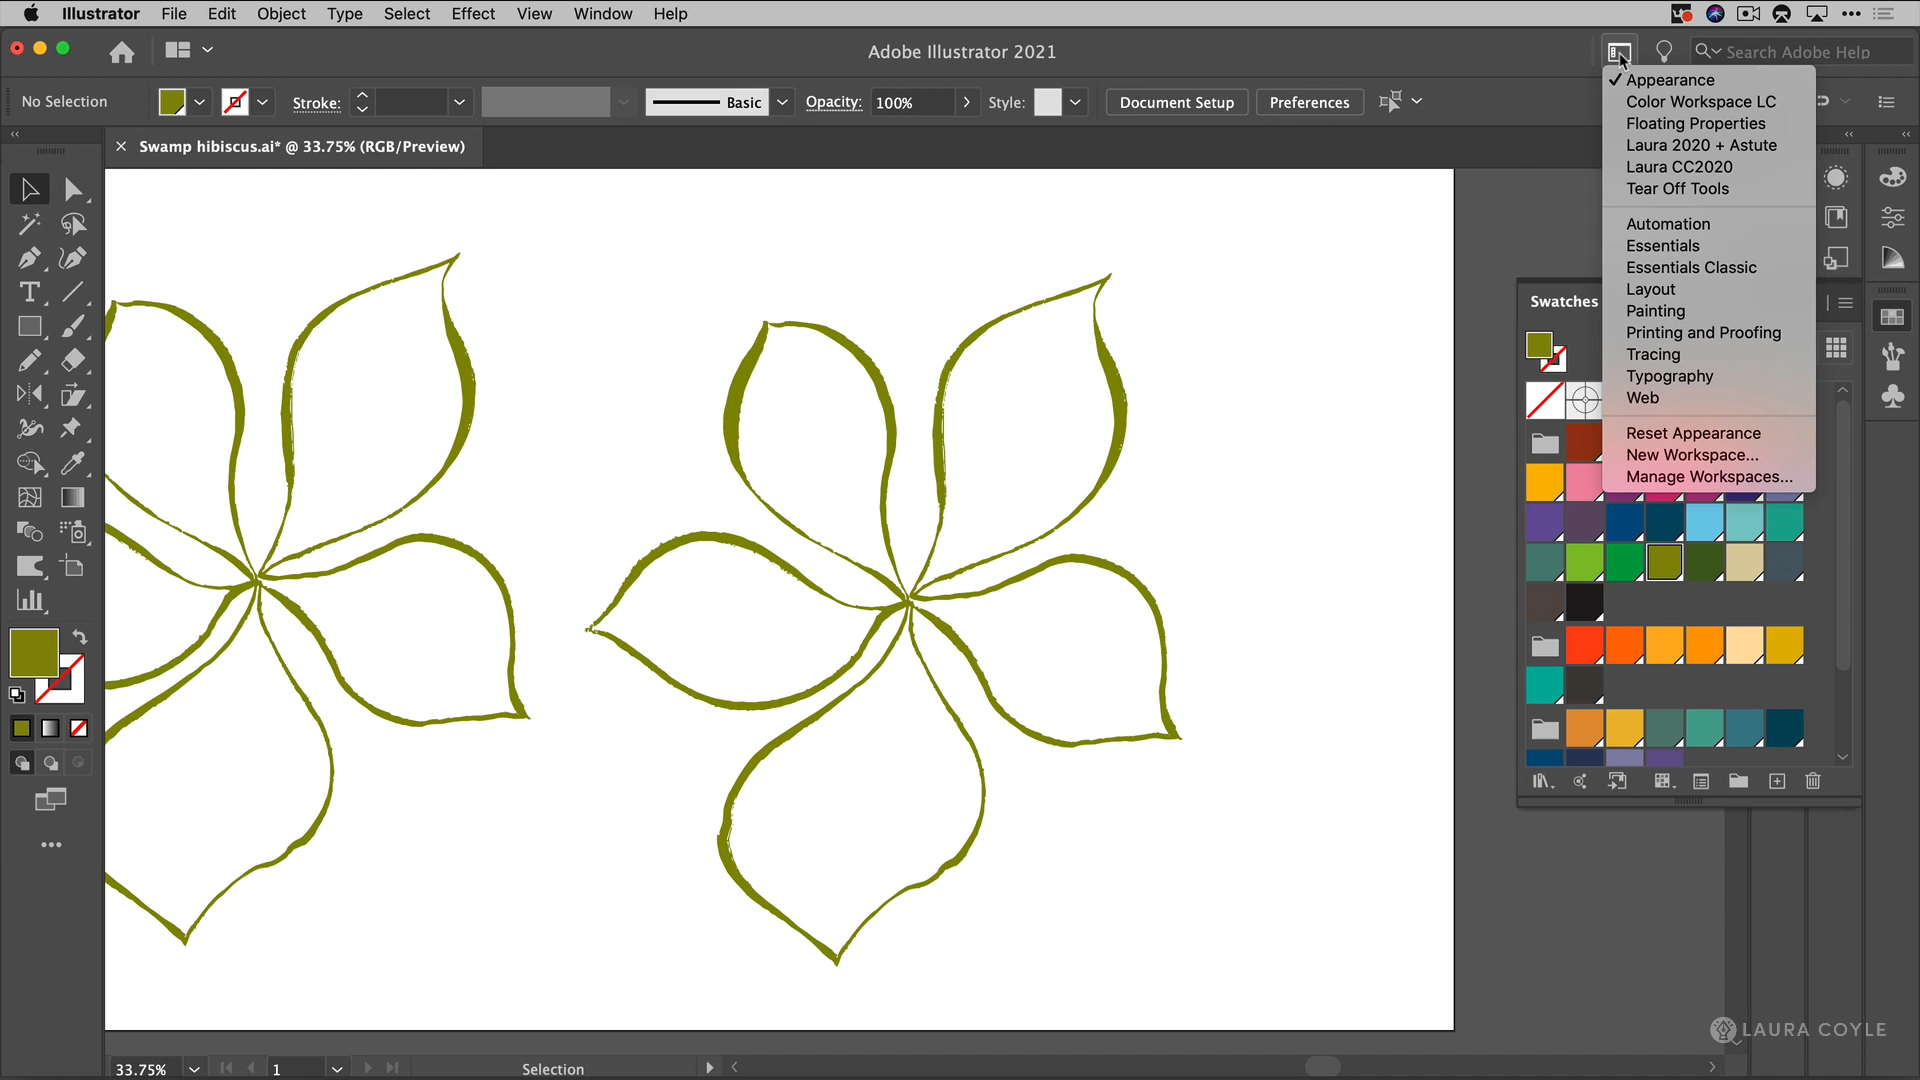 Illustrator File Edit Object Type Select Effect View Window Help
Adobe Illustrator 2021
Search Adobe Help
No Selection
Stroke:
Basic
Opacity: 100%
Style:
Document Setup
Preferences
Swamp hibiscus.ai* @ 33.75% (RGB/Preview)
Appearance
Color Workspace LC
Floating Properties
Laura 2020 + Astute
Laura CC2020
Tear Off Tools
Automation
Essentials
Essentials Classic
Layout
Painting
Printing and Proofing
Tracing
Typography
Web
Reset Appearance
New Workspace...
Manage Workspaces...
Swatches
LAURA COYLE
33.75%
1
Selection